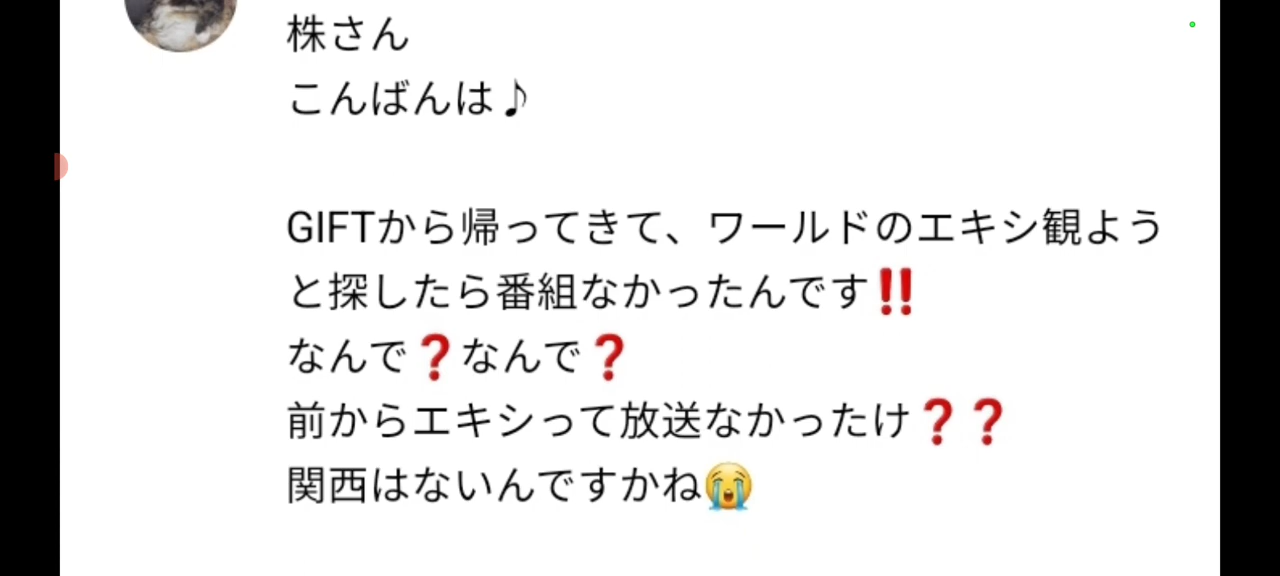 株さん
こんばんは♪
GIFTから帰ってきて、ワールドのエキシ観よう
と探したら番組なかったんです‼️
なんで❓なんで❓
前からエキシって放送なかったけ❓❓
関西はないんですかね😭